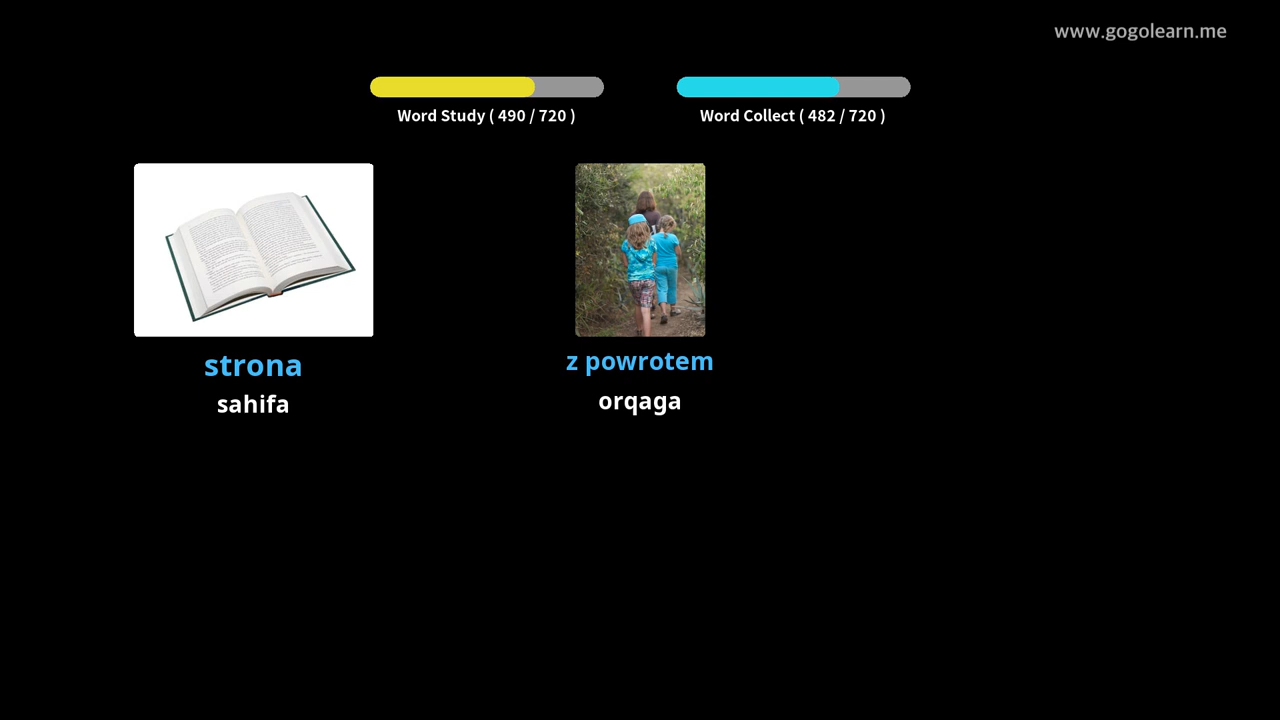 www.gogolearn.me
Word Study ( 490 / 720 )
Word Collect ( 482 / 720 )
strona
sahifa
z powrotem
orqaga